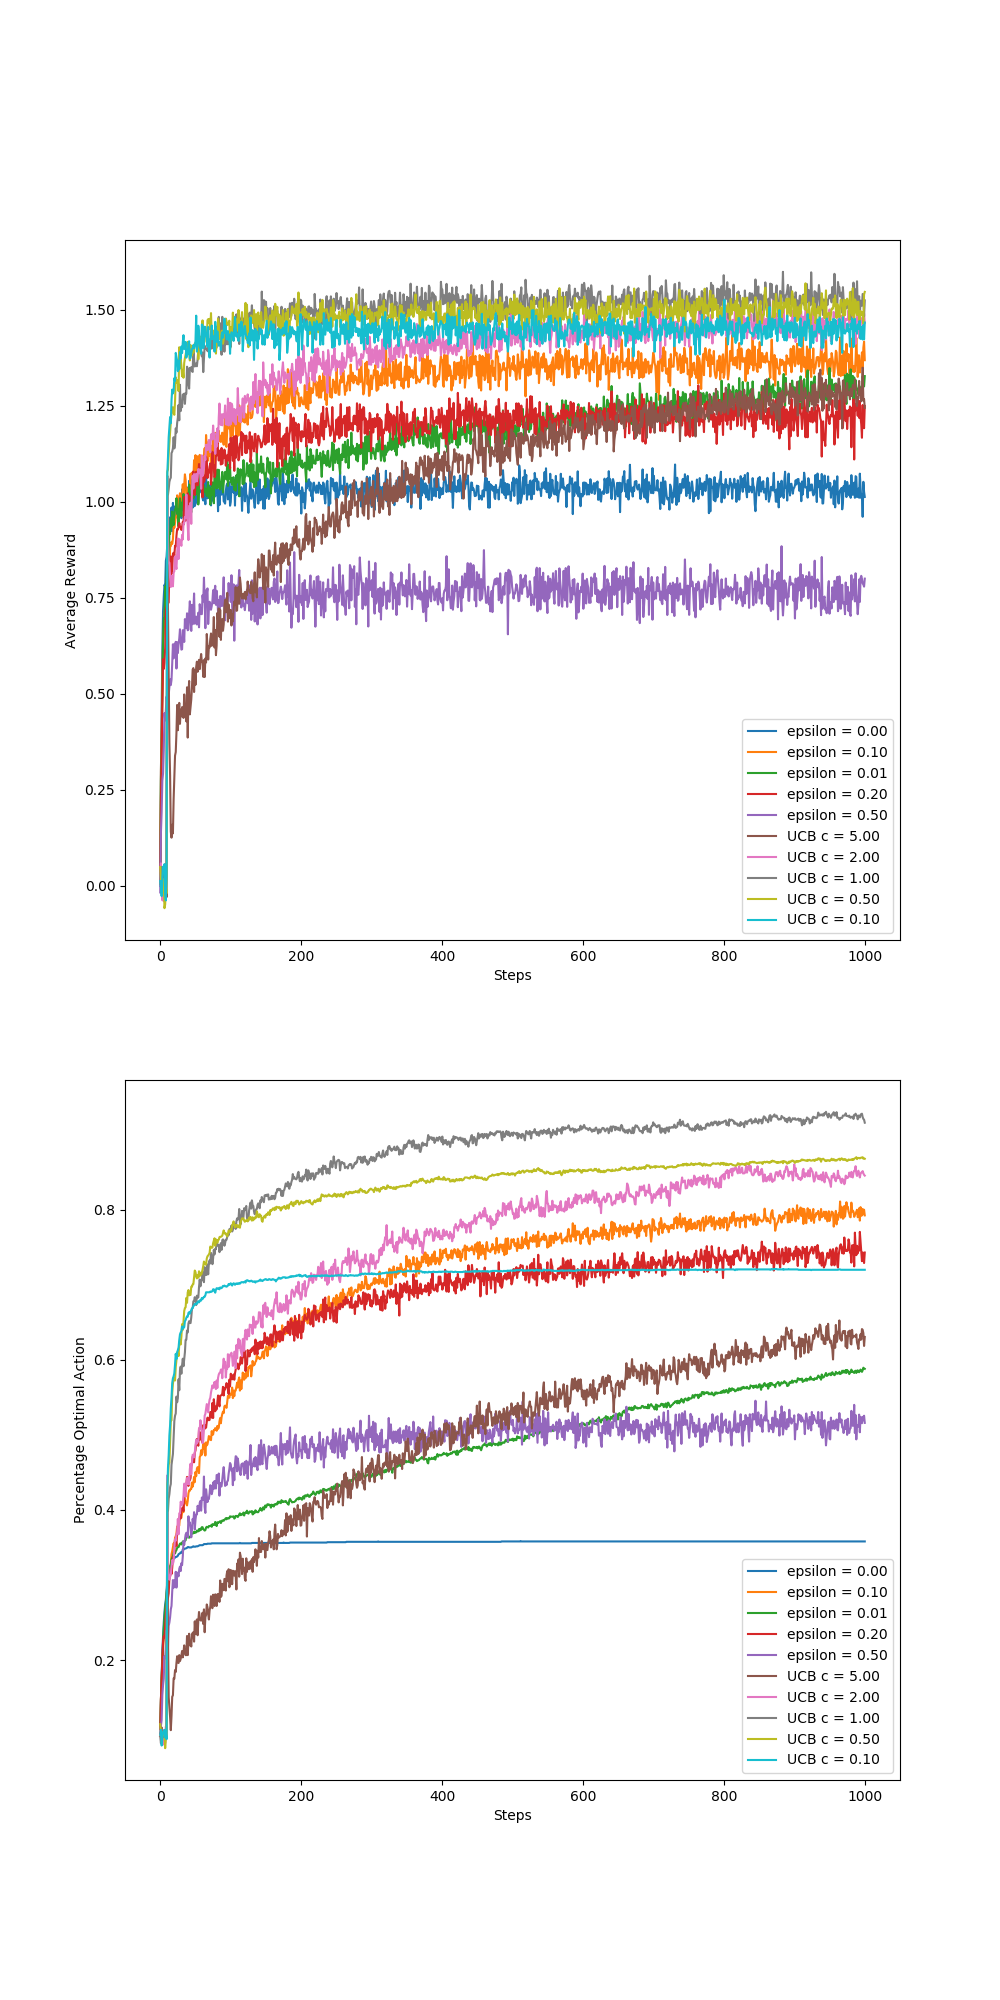 Average Reward
1.50
1.25
1.00
0.75
0.50
0.25
0.00
0 200 400 600 800 1000
Steps
epsilon = 0.00
epsilon = 0.10
epsilon = 0.01
epsilon = 0.20
epsilon = 0.50
UCB c = 5.00
UCB c = 2.00
UCB c = 1.00
UCB c = 0.50
UCB c = 0.10
Percentage Optimal Action
0.8
0.6
0.4
0.2
0 200 400 600 800 1000
Steps
epsilon = 0.00
epsilon = 0.10
epsilon = 0.01
epsilon = 0.20
epsilon = 0.50
UCB c = 5.00
UCB c = 2.00
UCB c = 1.00
UCB c = 0.50
UCB c = 0.10